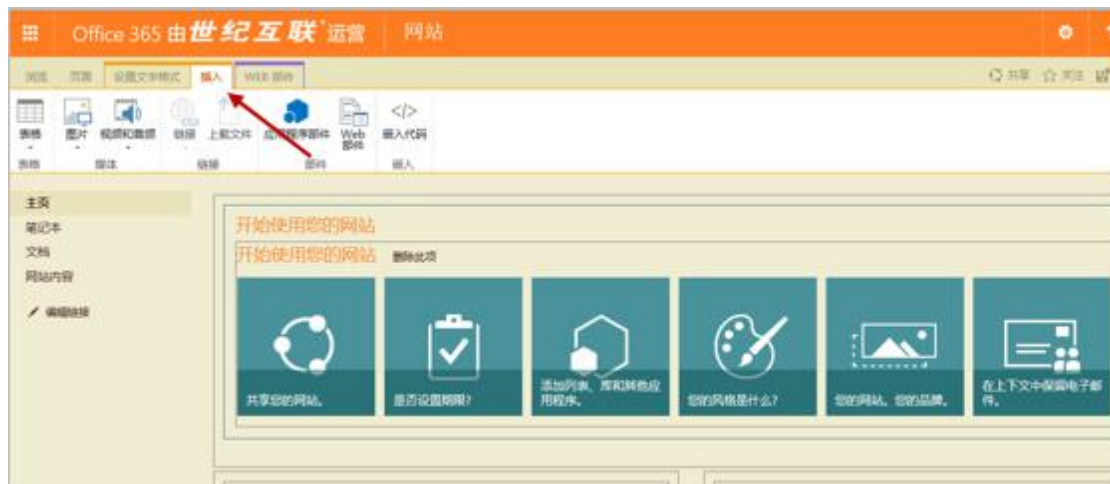 Office 365 由世纪互联运营 网站
浏览 页面 设置文字格式 插入 WEB 部件 共享 关注
表格 图片 视频和音频 链接 上载文件 应用程序部件 Web 部件 </> 嵌入代码
表格 媒体 链接 部件 嵌入
主页
笔记本
文档
网站内容
编辑链接
开始使用您的网站
开始使用您的网站 删除此项
共享您的网站。
是否设置期限?
添加列表、库和其他应
用程序。
您的风格是什么?
您的网站。您的品牌。
在上下文中保留电子邮
件。